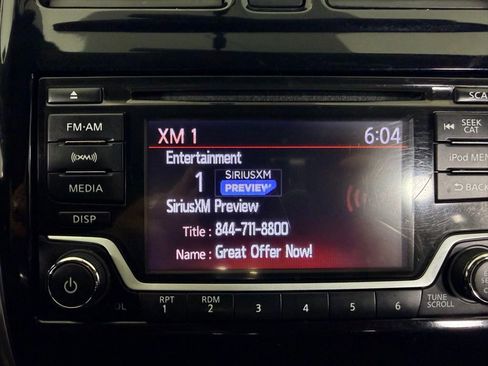 SCA
FM·AM
XM
MEDIA
DISP
XM 1
6:04
Entertainment
1
SIRIUSXM
PREVIEW
SiriusXM Preview
Title : 844-711-8800
Name : Great Offer Now!
SEEK
CAT
iPod MEN
BACK
OL
RPT
1
RDM
2
3
4
5
6
TUNE
SCROLL